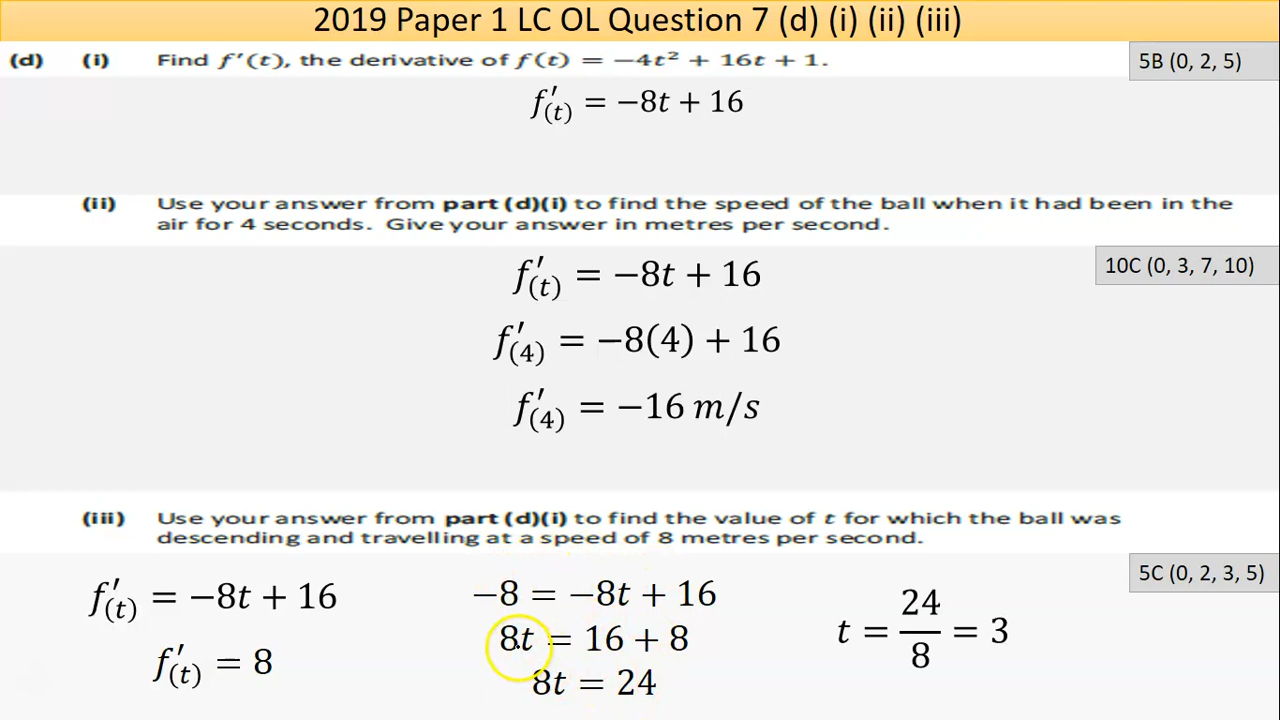 2019 Paper 1 LC OL Question 7 (d) (i) (ii) (iii)
(d) (i) Find f′(t), the derivative of f(t) = −4t² + 16t + 1.
5B (0, 2, 5)
f′(t) = −8t + 16
(ii) Use your answer from part (d)(i) to find the speed of the ball when it had been in the
air for 4 seconds. Give your answer in metres per second.
10C (0, 3, 7, 10)
f′(t) = −8t + 16
f′(4) = −8(4) + 16
f′(4) = −16 m/s
(iii) Use your answer from part (d)(i) to find the value of t for which the ball was
descending and travelling at a speed of 8 metres per second.
5C (0, 2, 3, 5)
f′(t) = −8t + 16
f′(t) = 8
−8 = −8t + 16
8t = 16 + 8
8t = 24
t = 24/8 = 3